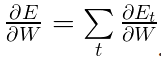 ∂E/∂W = ∑_t ∂E_t/∂W.